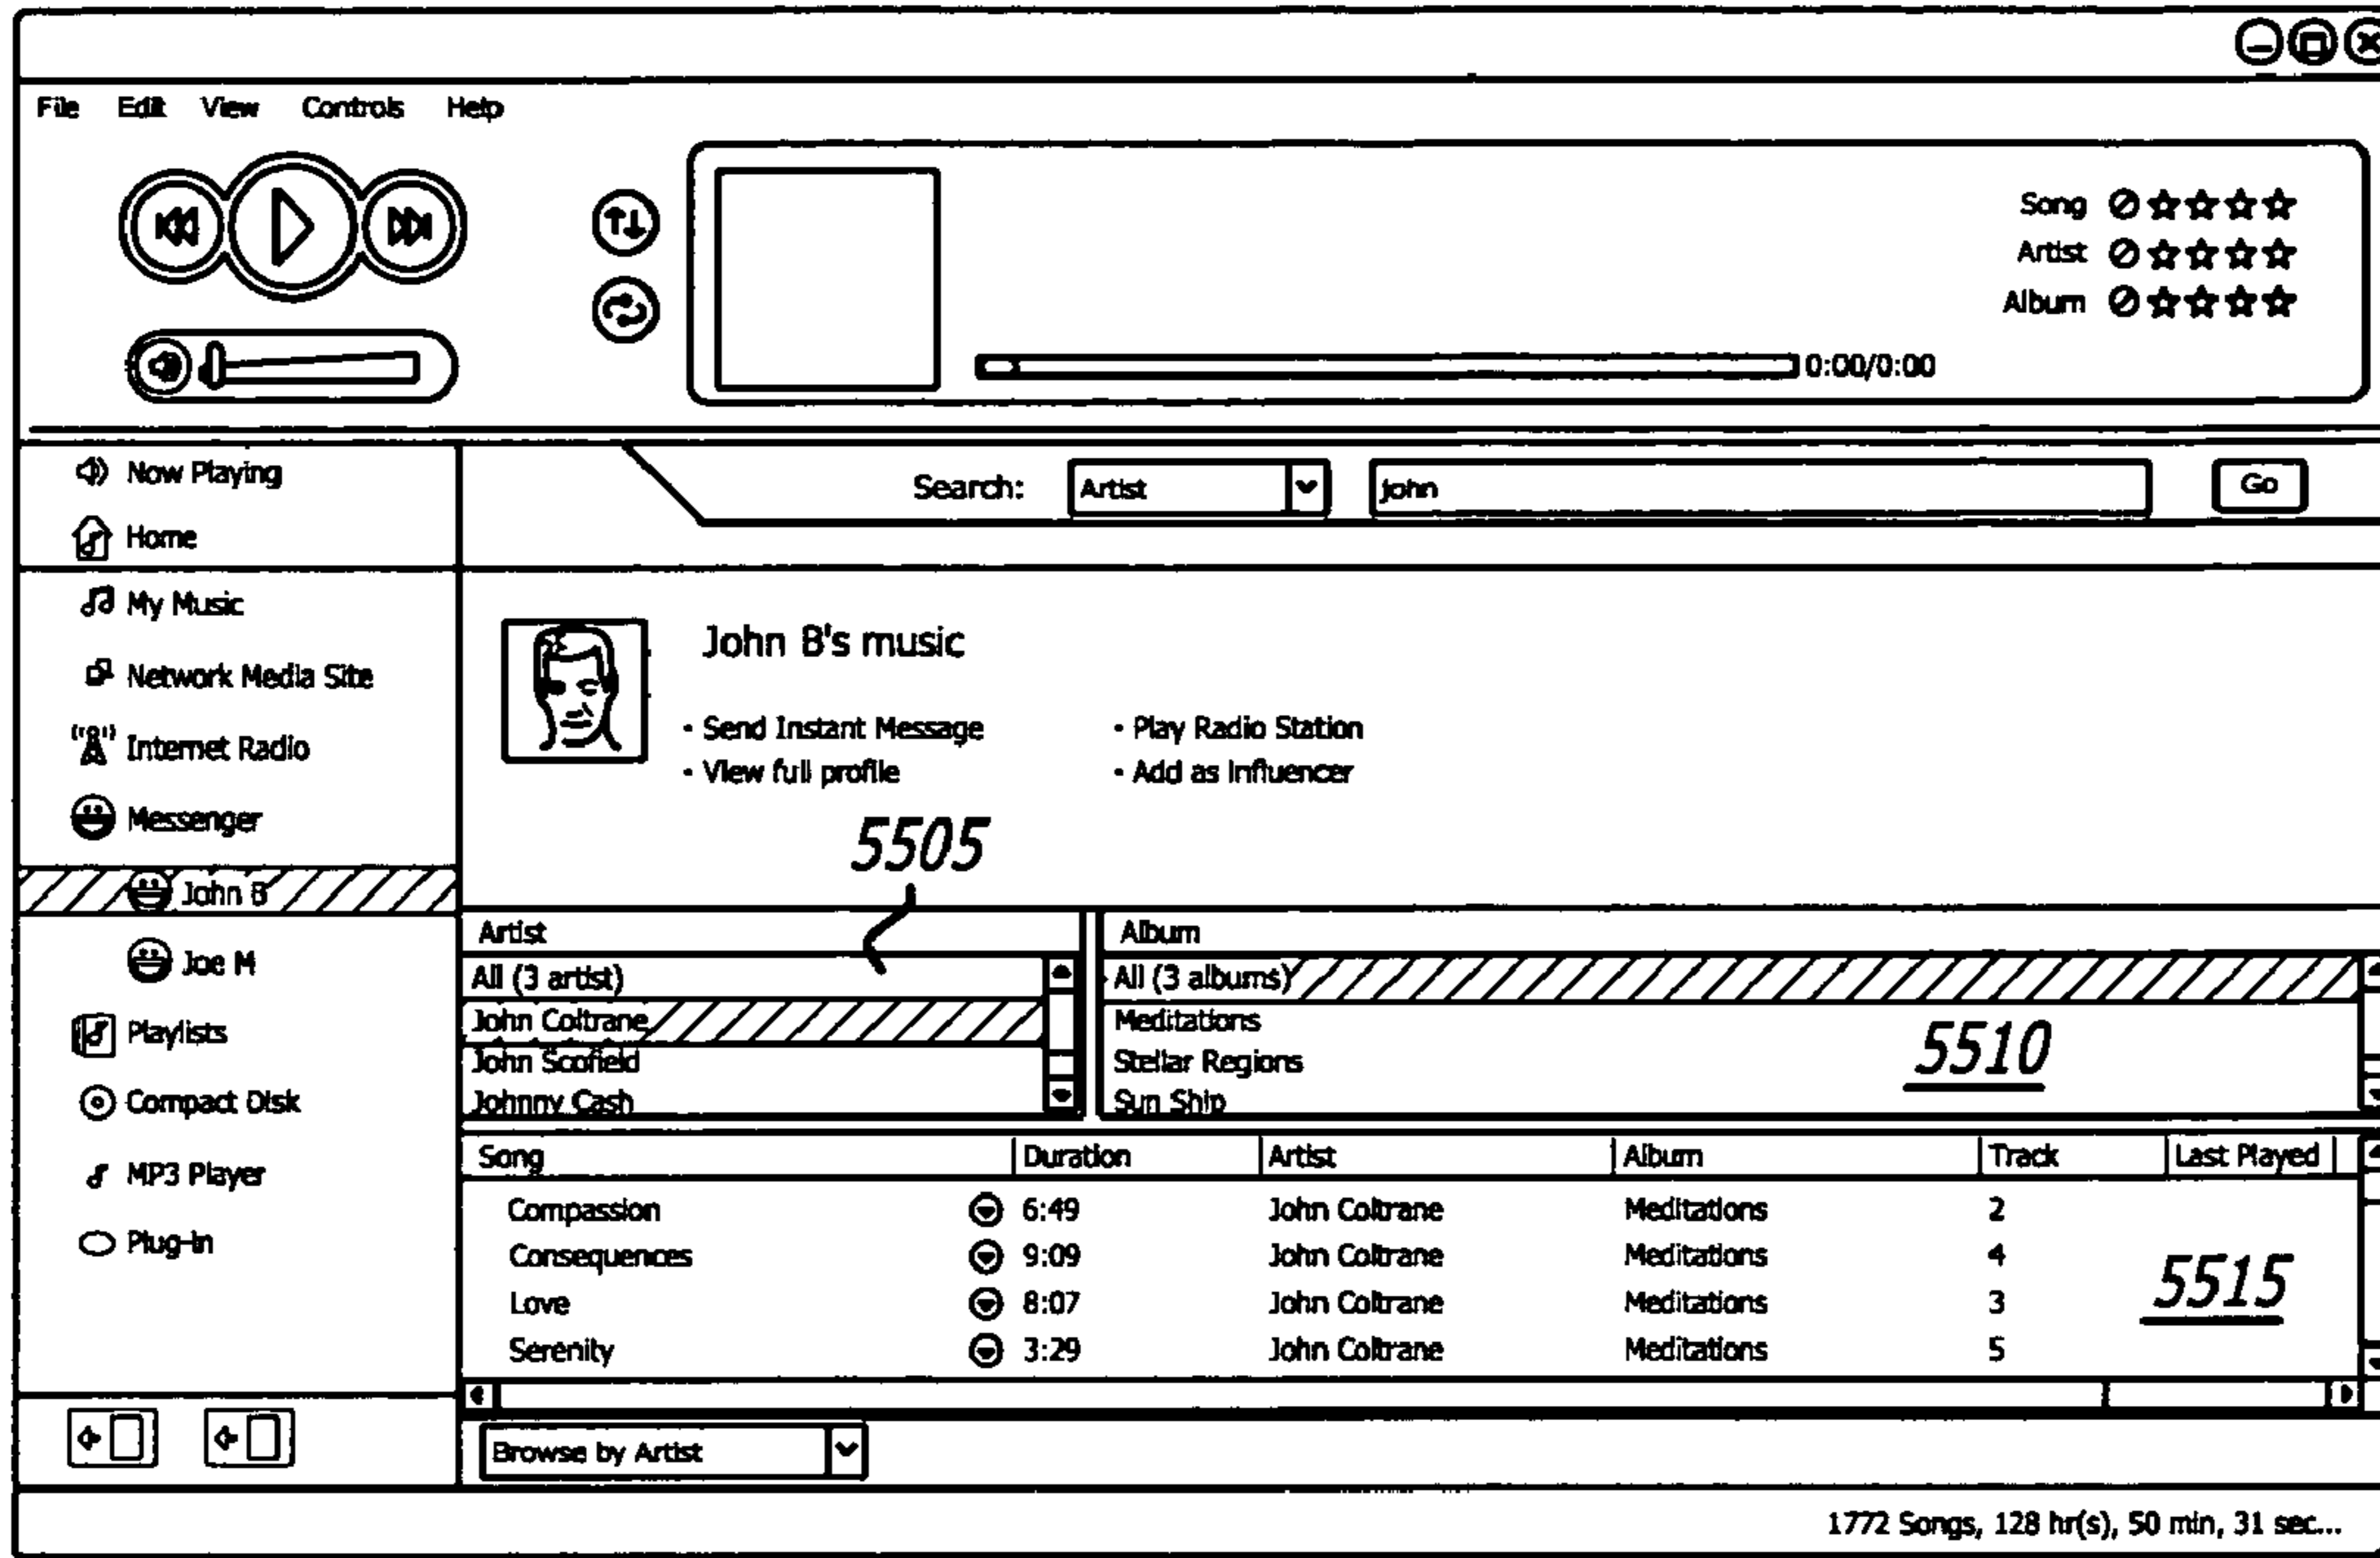 File Edit View Controls Help
Song
Artist
Album
0:00/0:00
Now Playing
Home
Search: Artist john Go
My Music
Network Media Site
Internet Radio
Messenger
John B
Joe M
Playlists
Compact Disk
MP3 Player
Plug-In
John B's music
- Send Instant Message - Play Radio Station
- View full profile - Add as Influencer
5505
Artist Album
All (3 artist) All (3 albums)
John Coltrane Meditations
John Scofield Stellar Regions
Johnny Cash Sun Ship
5510
Song Duration Artist Album Track Last Played
Compassion 6:49 John Coltrane Meditations 2
Consequences 9:09 John Coltrane Meditations 4
Love 8:07 John Coltrane Meditations 3
Serenity 3:29 John Coltrane Meditations 5
5515
Browse by Artist
1772 Songs, 128 hr(s), 50 min, 31 sec...